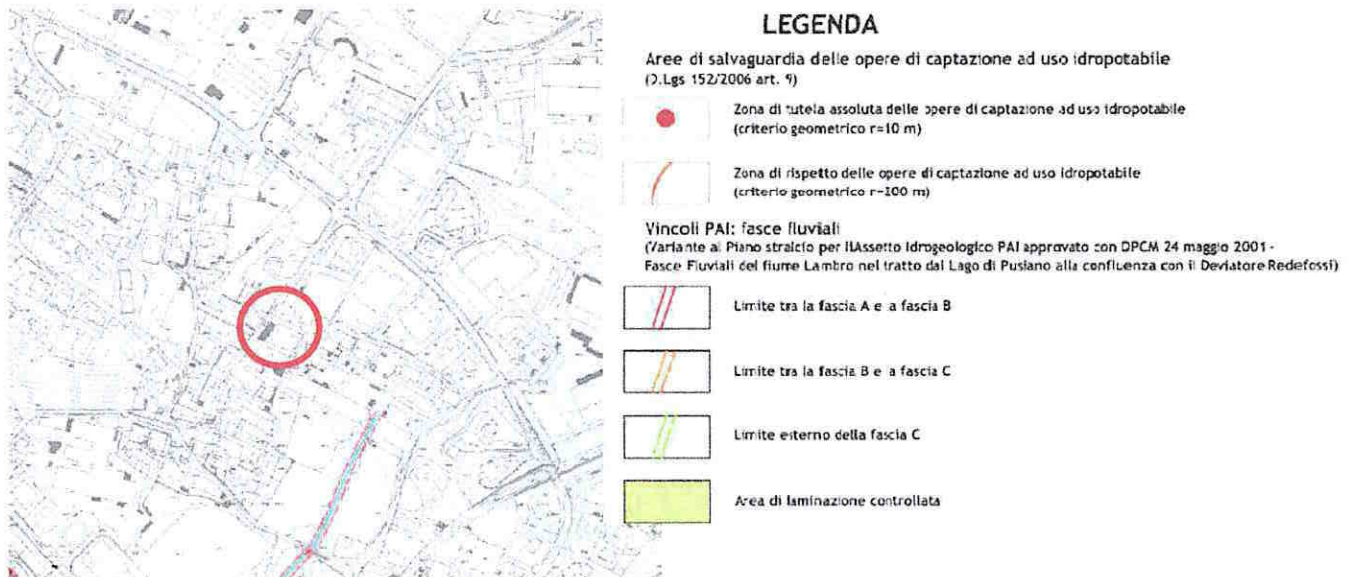 LEGENDA
Aree di salvaguardia delle opere di captazione ad uso idropotabile
(D.Lgs 152/2006 art. 9)
Zona di tutela assoluta delle opere di captazione ad uso idropotabile
(criterio geometrico r=10 m)
Zona di rispetto delle opere di captazione ad uso idropotabile
(criterio geometrico r=200 m)
Vincoli PAI: fasce fluviali
(Variante al Piano stralcio per l'Assetto Idrogeologico PAI approvato con DPCM 24 maggio 2001 -
Fasce Fluviali del fiume Lambro nel tratto dal Lago di Pusiano alla confluenza con il Deviatore Redefossi)
Limite tra la fascia A e la fascia B
Limite tra la fascia B e la fascia C
Limite esterno della fascia C
Area di laminazione controllata